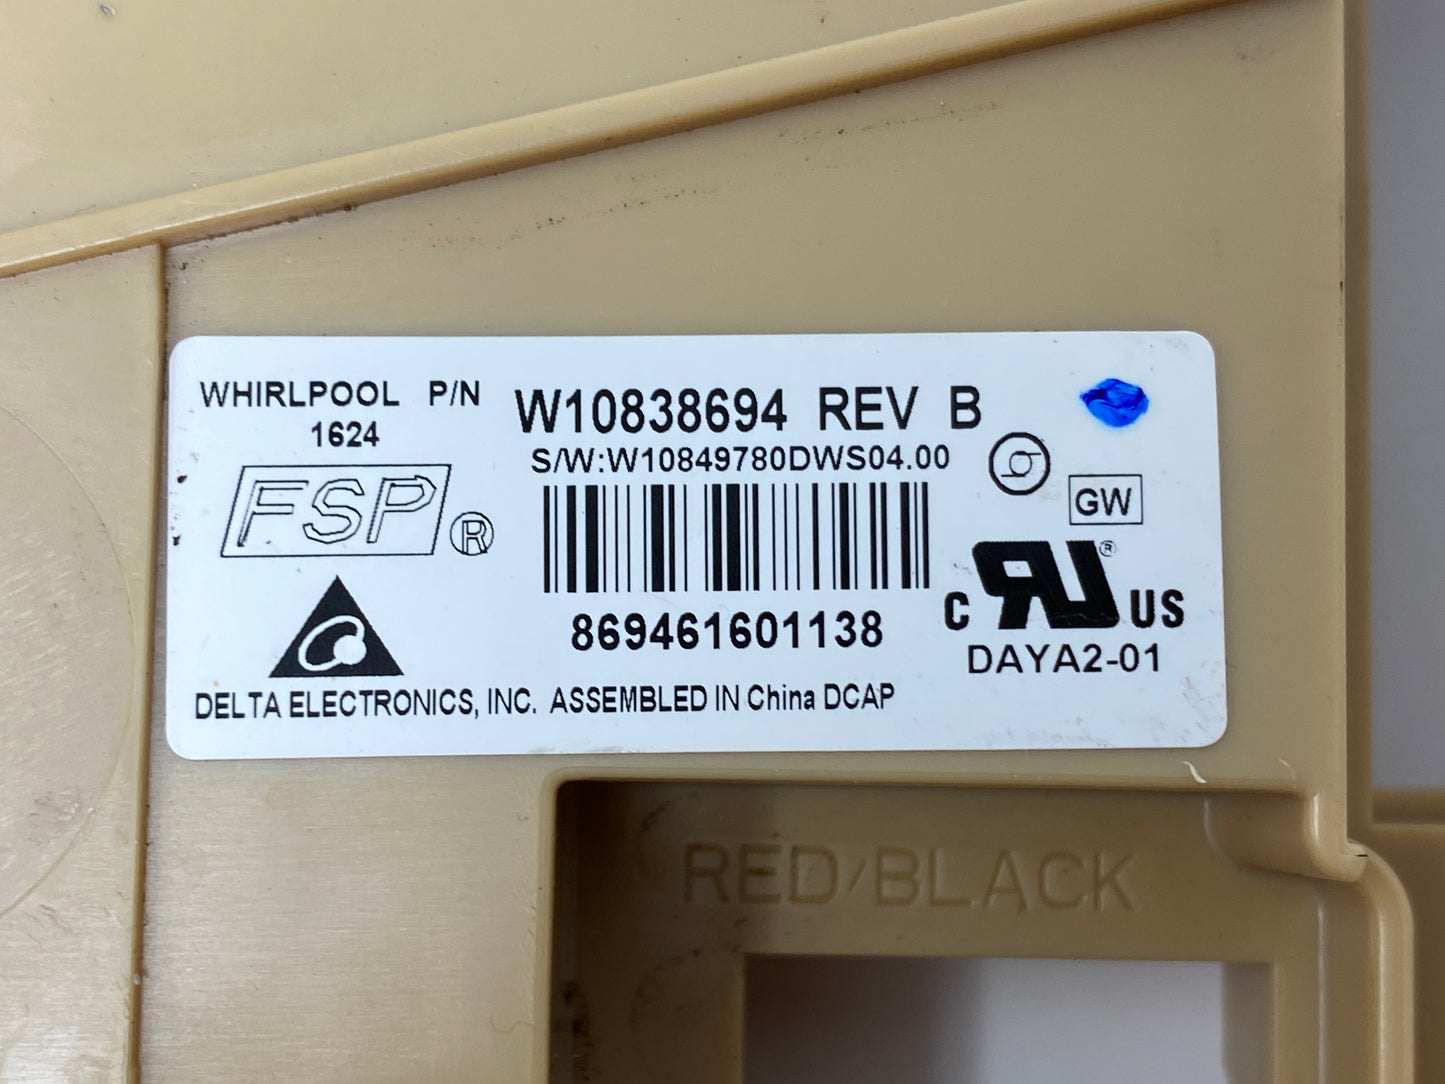 WHIRLPOOL P/N W10838694 REV B
1624
S/W:W10849780DWS04.00
FSP®
GW
869461601138
C RU® US
DAYA2-01
DELTA ELECTRONICS, INC. ASSEMBLED IN China DCAP
RED/BLACK